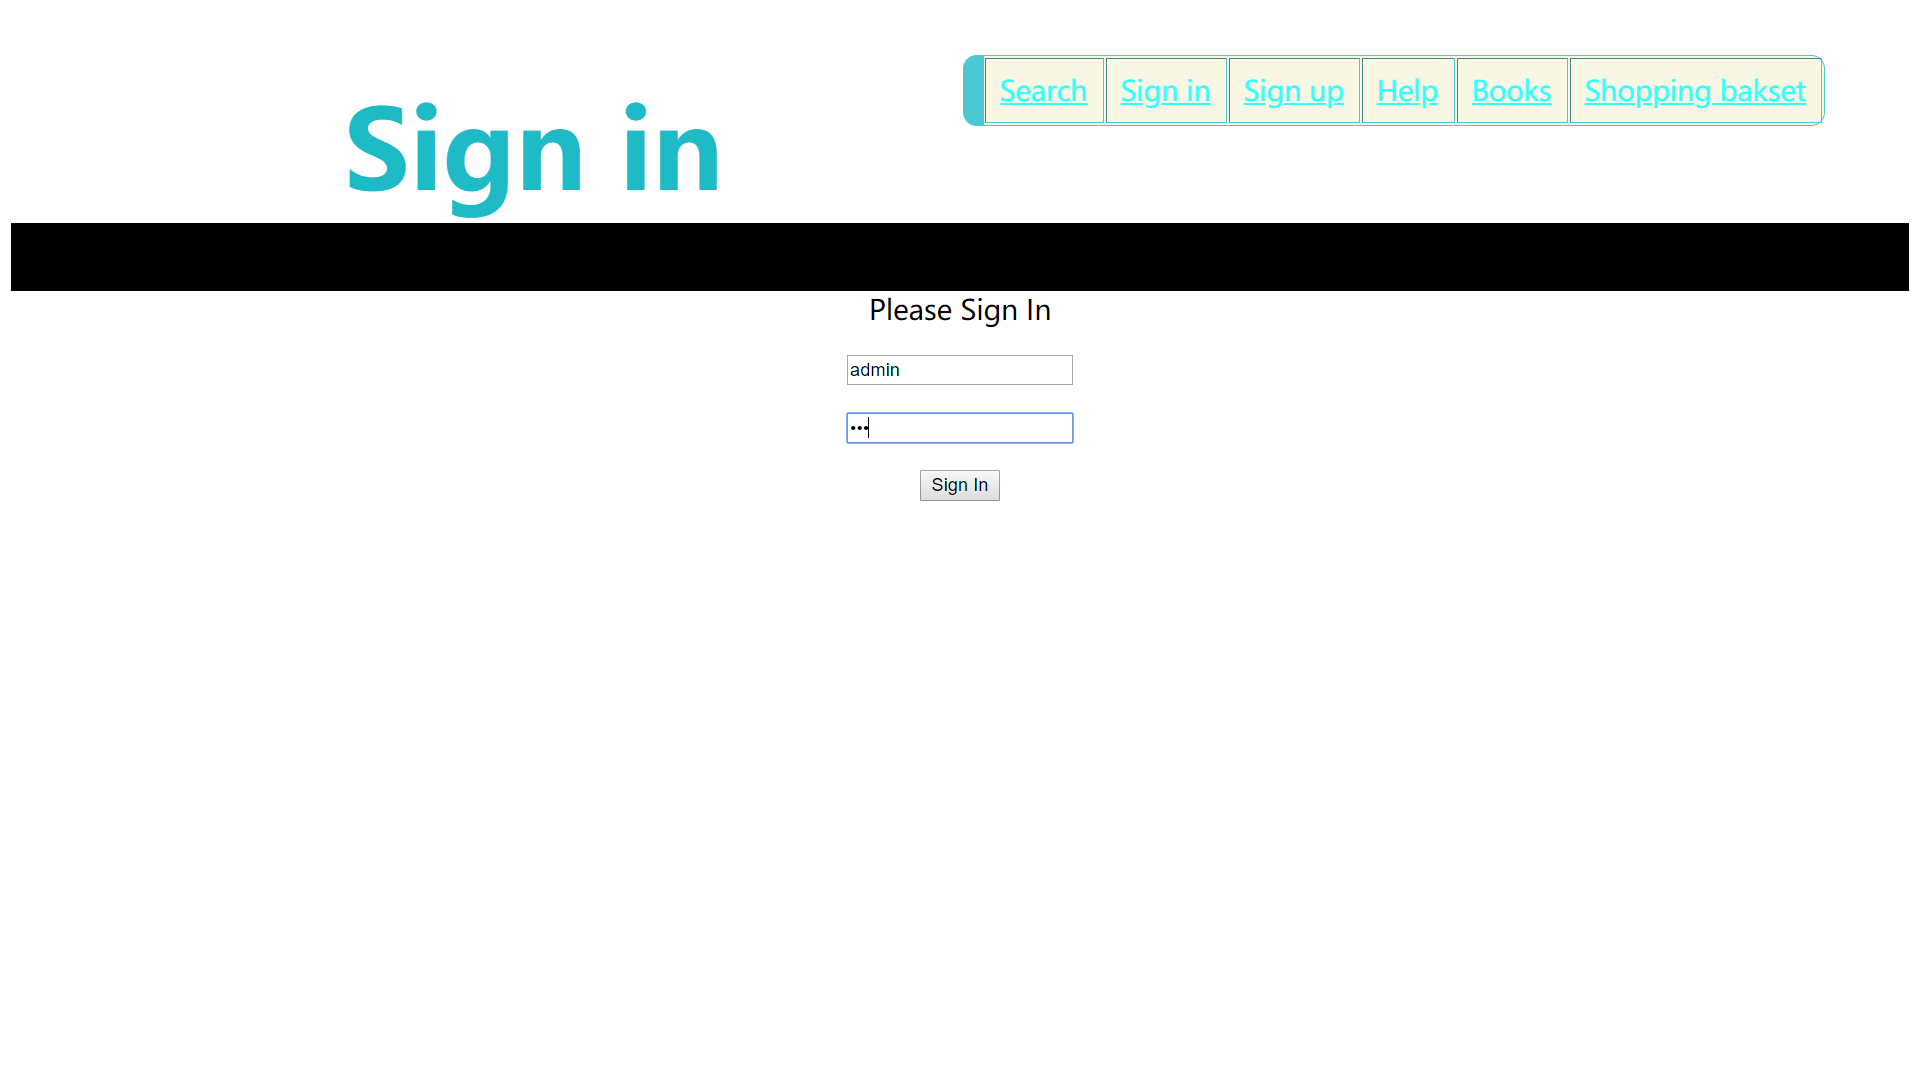 Search Sign in Sign up Help Books Shopping bakset
Sign in
Please Sign In
admin
•••
Sign In